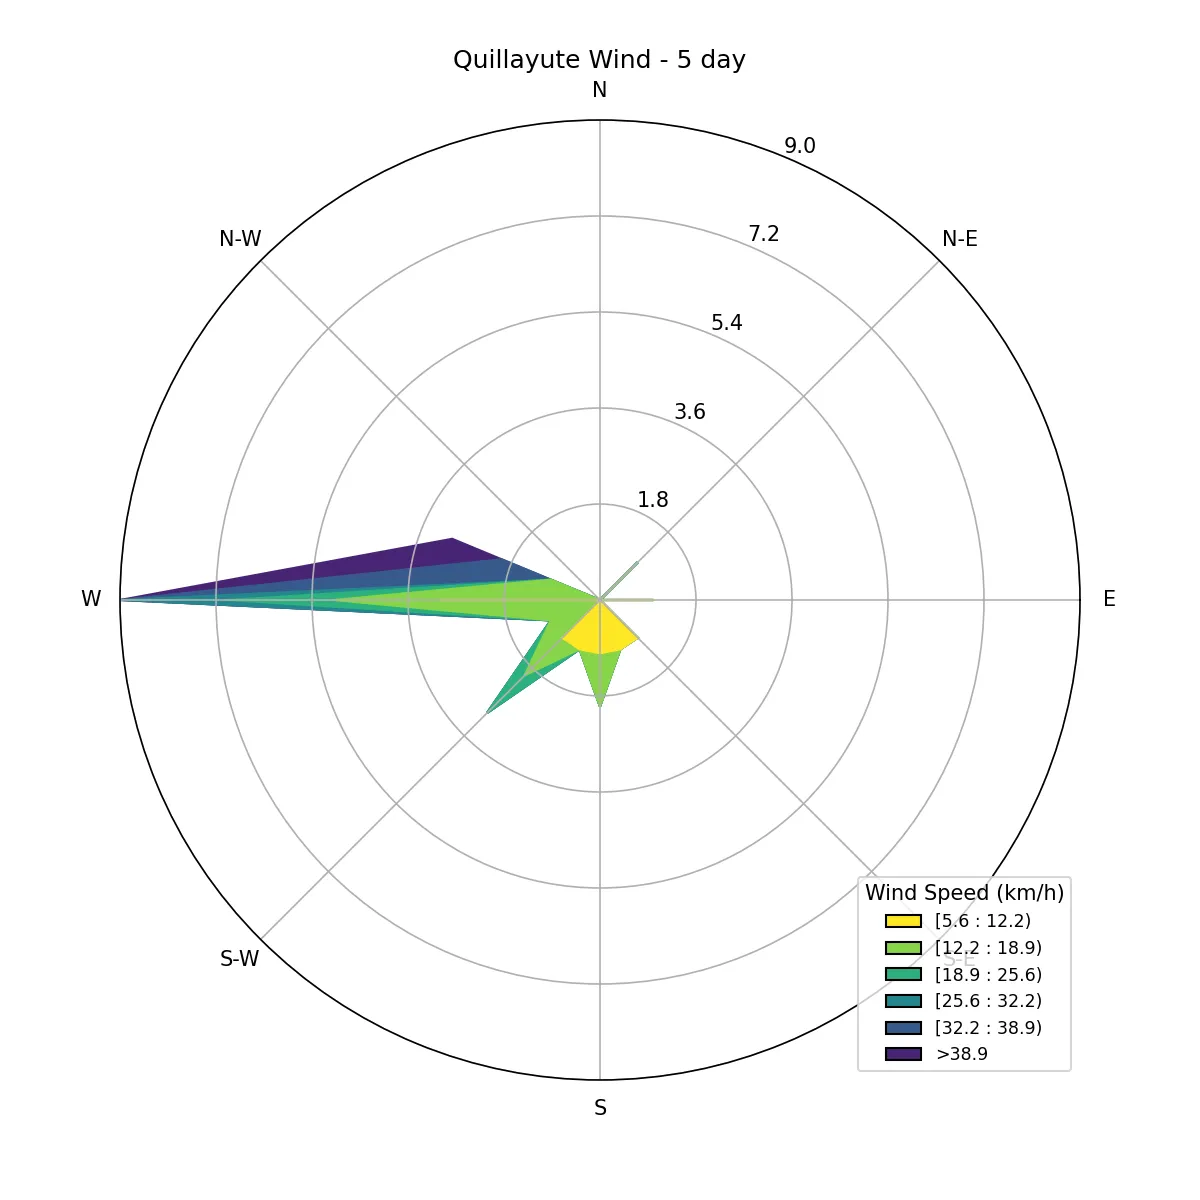 Quillayute Wind - 5 day
N
9.0
N-W
7.2
N-E
5.4
3.6
1.8
W
E
S-W
S-E
S
Wind Speed (km/h)
[5.6 : 12.2)
[12.2 : 18.9)
[18.9 : 25.6)
[25.6 : 32.2)
[32.2 : 38.9)
>38.9